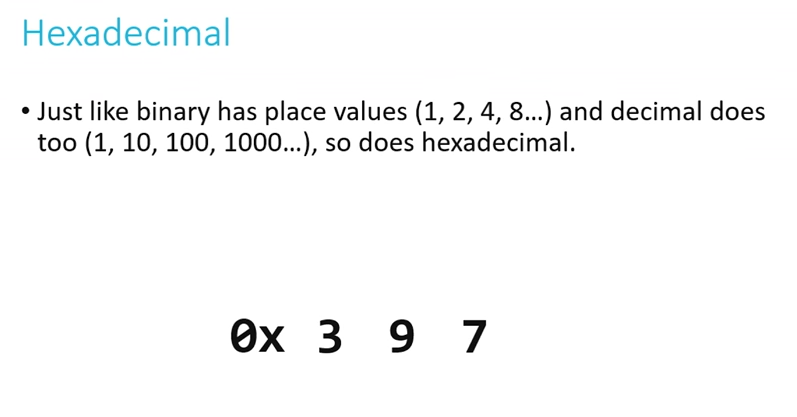 Hexadecimal
• Just like binary has place values (1, 2, 4, 8…) and decimal does
too (1, 10, 100, 1000…), so does hexadecimal.
0x 3 9 7